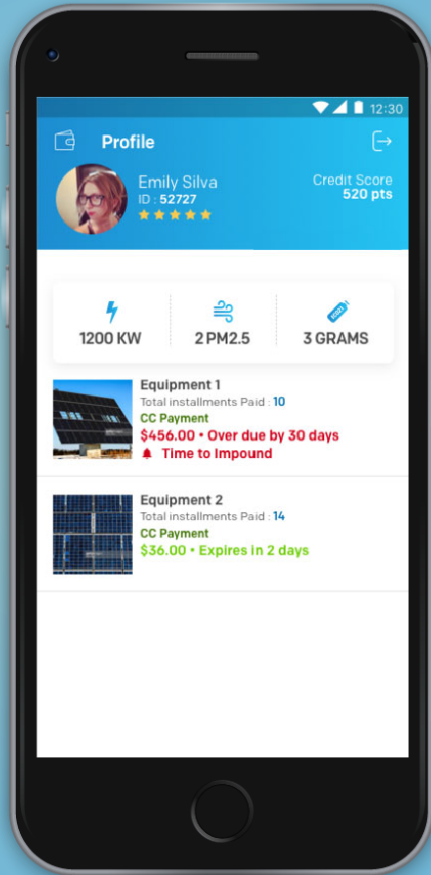 12:30
Profile
Emily Silva
ID : 52727
Credit Score
520 pts
1200 KW
2 PM2.5
3 GRAMS
Equipment 1
Total installments Paid : 10
CC Payment
$456.00 • Over due by 30 days
Time to Impound
Equipment 2
Total installments Paid : 14
CC Payment
$36.00 • Expires in 2 days